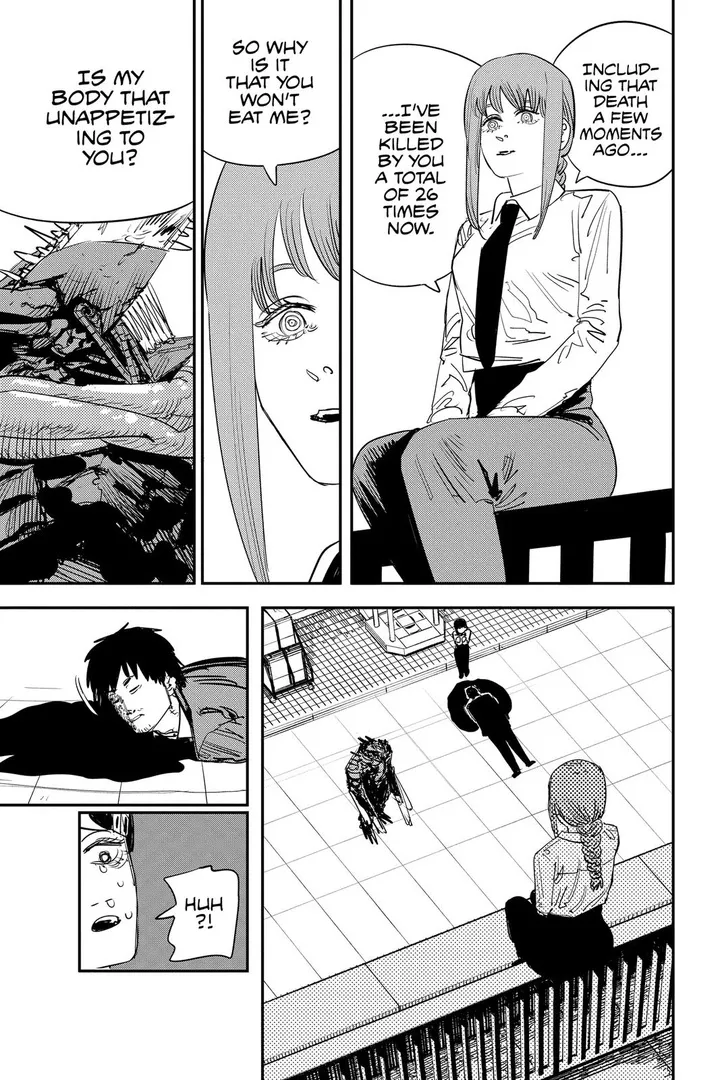 INCLUD-
ING THAT
DEATH
A FEW
MOMENTS
AGO...
...I'VE
BEEN
KILLED
BY YOU
A TOTAL
OF 26
TIMES
NOW.
SO WHY
IS IT
THAT YOU
WON'T
EAT ME?
IS MY
BODY THAT
UNAPPETIZ-
ING TO
YOU?
HUH
?!